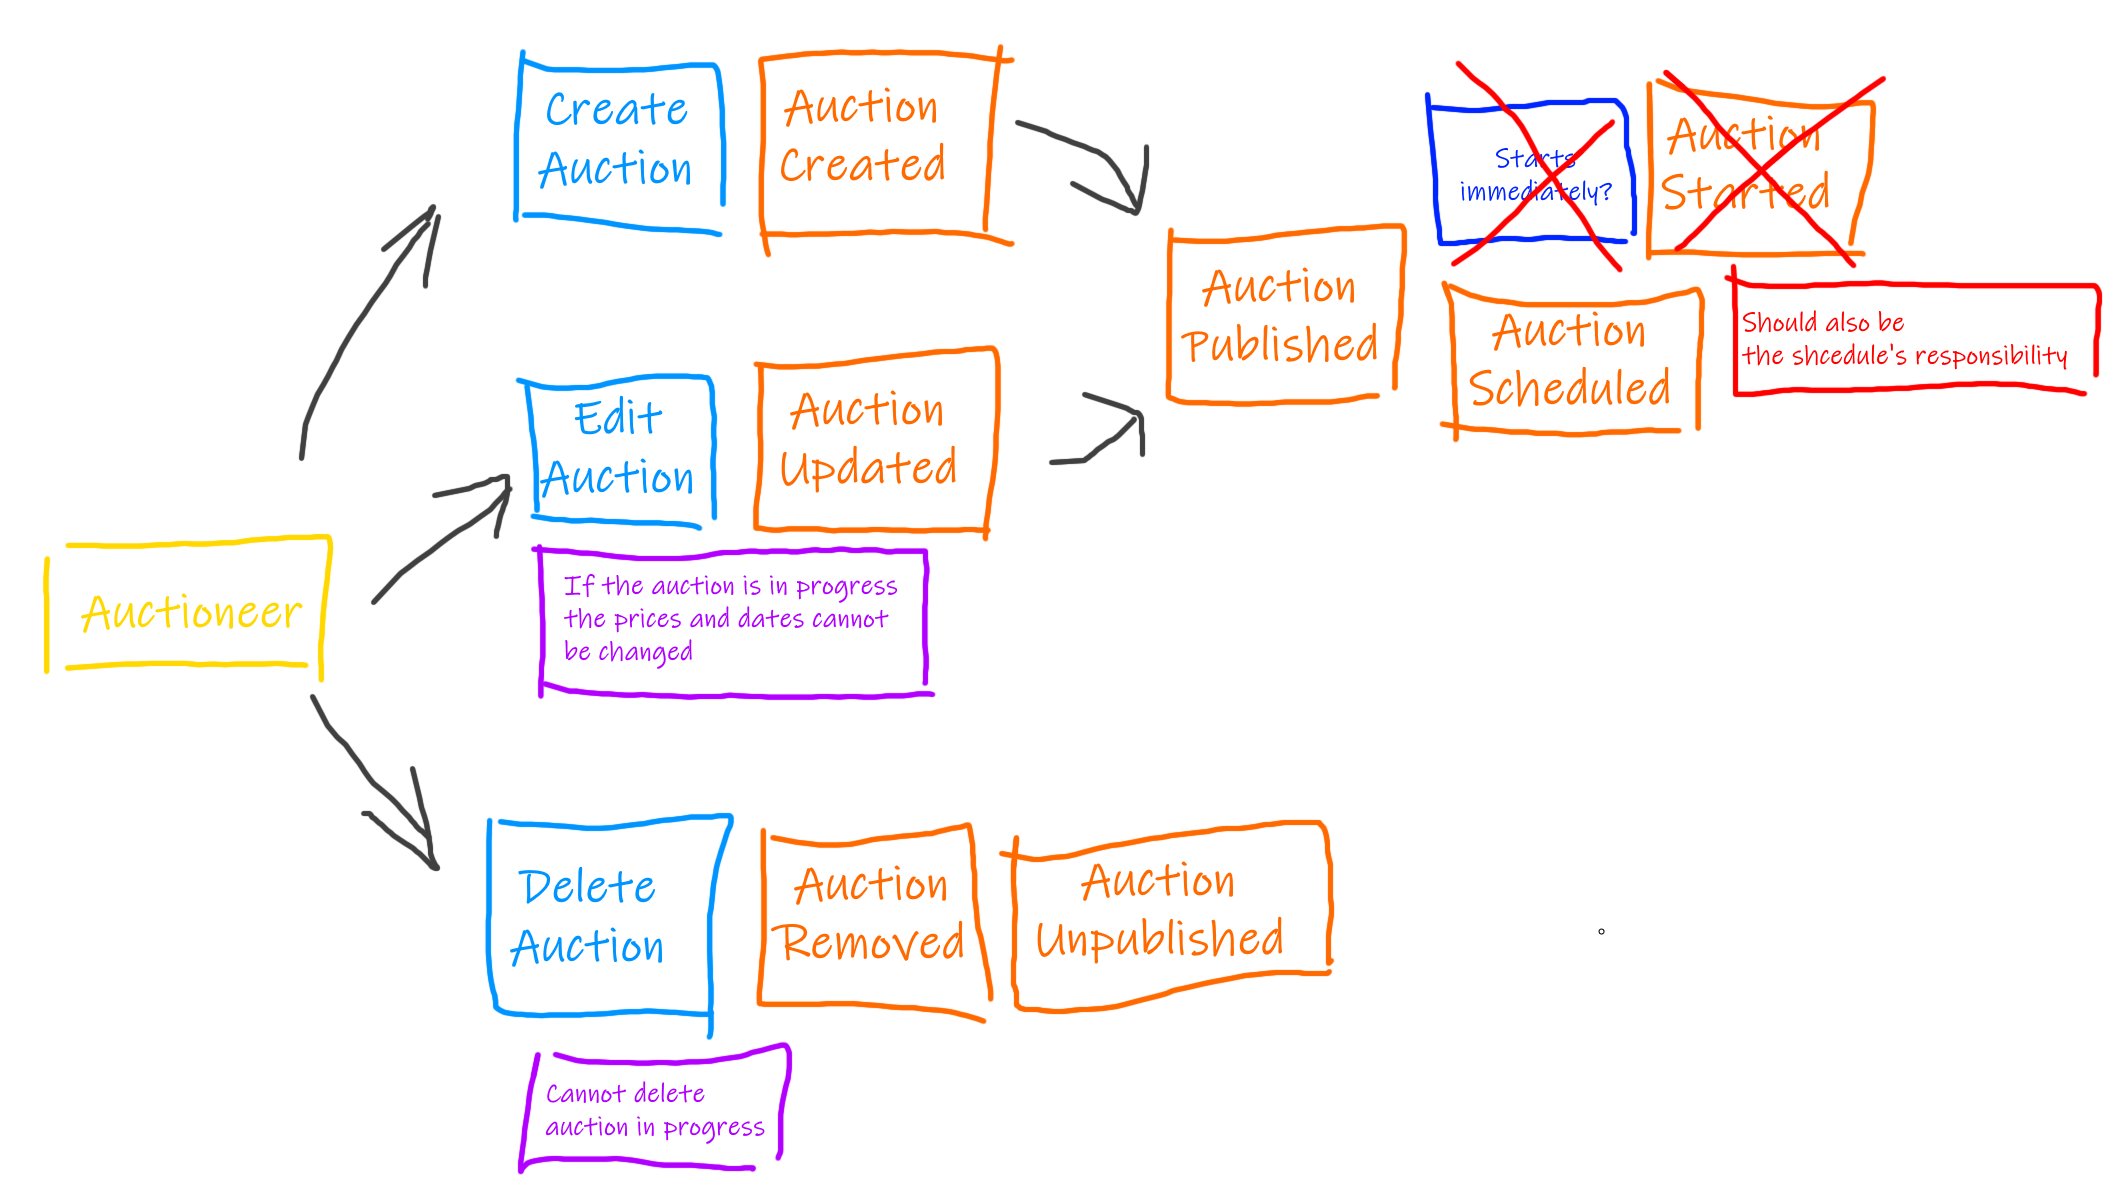 Create
Auction
Auction
Created
Starts
immediately?
Auction
Started
Auction
Published
Auction
Scheduled
Should also be
the shcedule's responsibility
Edit
Auction
Auction
Updated
If the auction is in progress
the prices and dates cannot
be changed
Auctioneer
Delete
Auction
Auction
Removed
Auction
Unpublished
Cannot delete
auction in progress